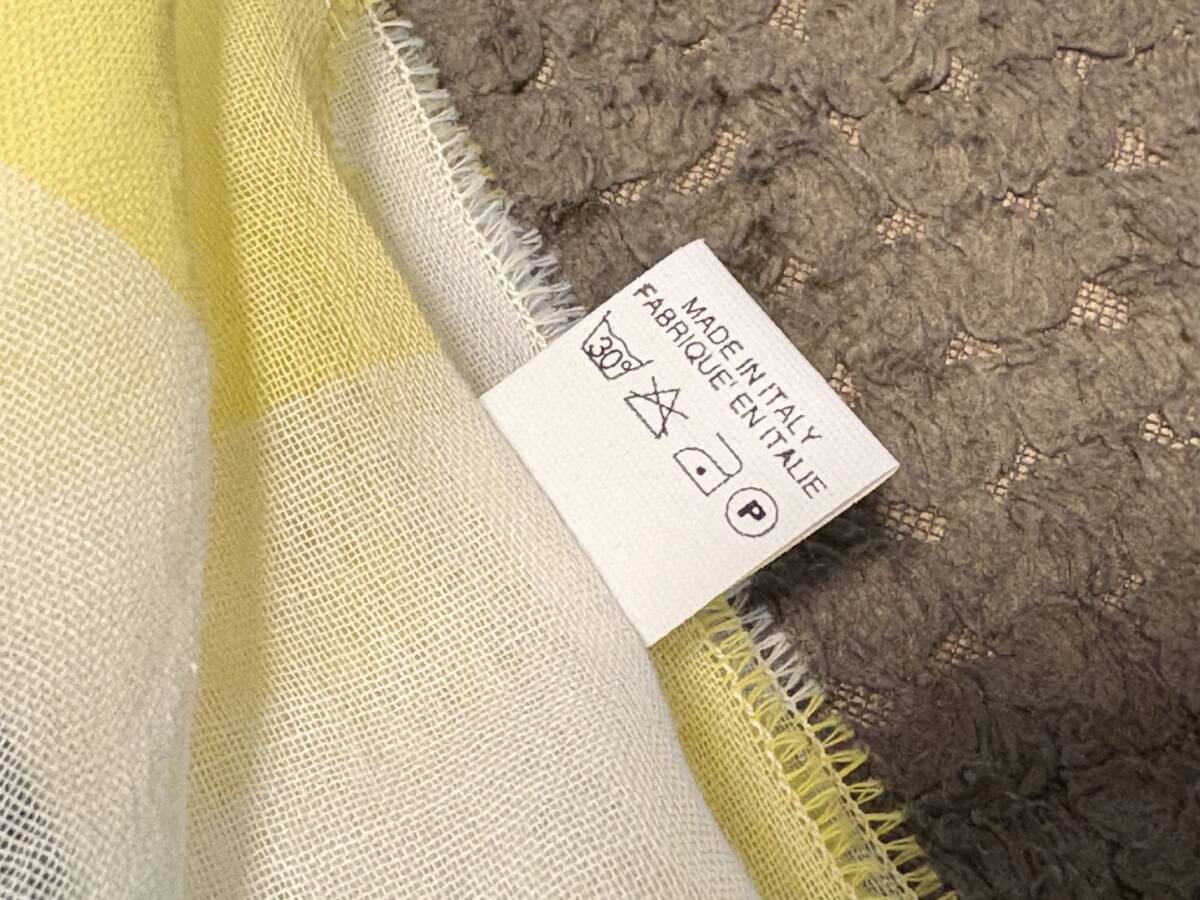 MADE IN ITALY
FABRIQUE' EN ITALIE
30°
P